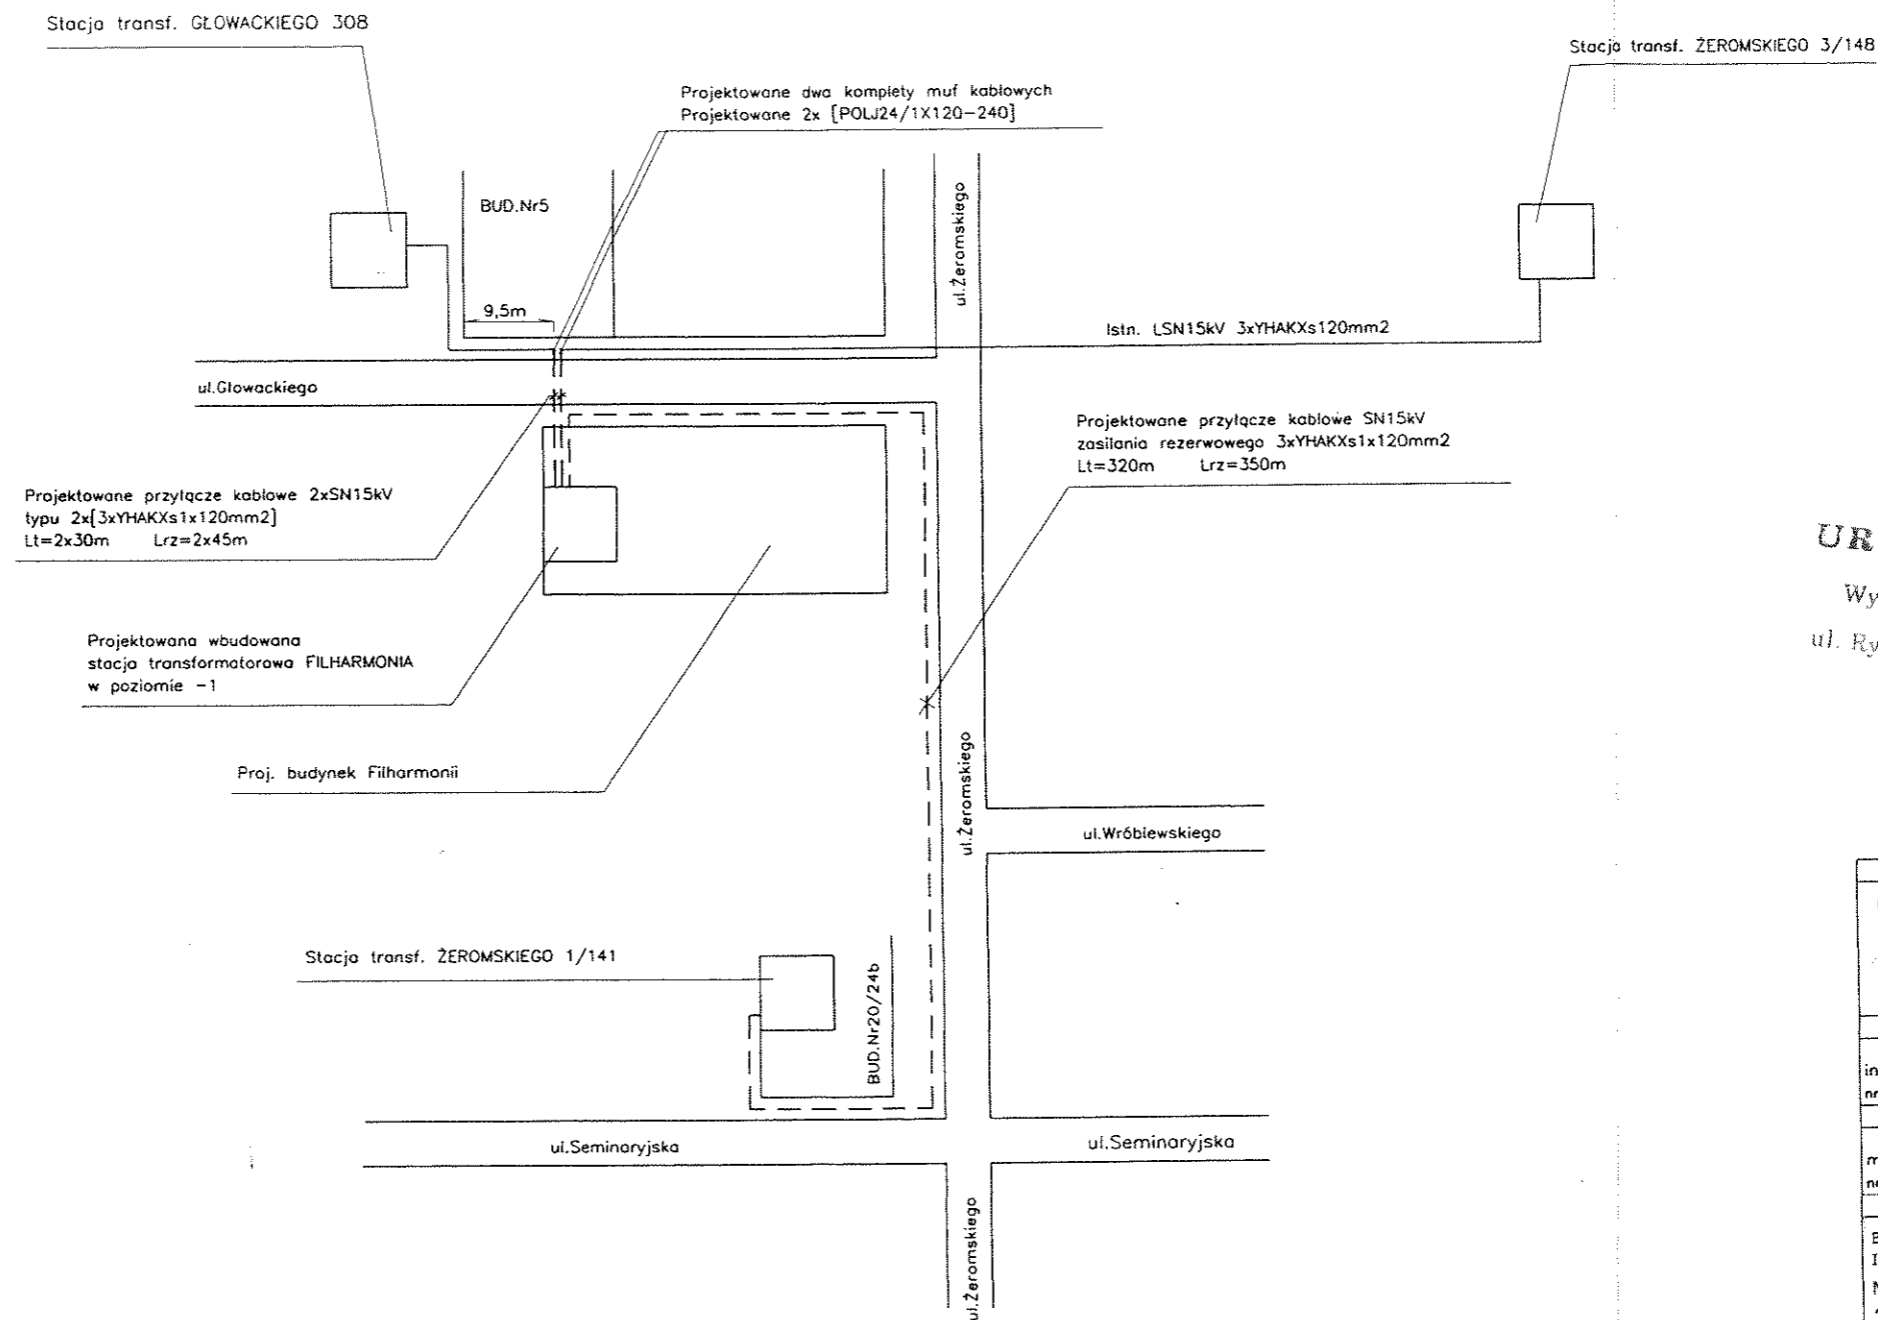 Stacja transf. GŁOWACKIEGO 308
Stacja transf. ŻEROMSKIEGO 3/148
Projektowane dwa komplety muf kablowych
Projektowane 2x [POLJ24/1X120-240]
BUD.Nr5
ul.Żeromskiego
9,5m
Istn. LSN15kV 3xYHAKXs120mm2
ul.Głowackiego
Projektowane przyłącze kablowe SN15kV
zasilania rezerwowego 3xYHAKXs1x120mm2
Lt=320m Lrz=350m
Projektowane przyłącze kablowe 2xSN15kV
typu 2x[3xYHAKXs1x120mm2]
Lt=2x30m Lrz=2x45m
UR
Wy
ul. Ry
Projektowana wbudowana
stacja transformatorowa FILHARMONIA
w poziomie -1
Proj. budynek Filharmonii
ul.Żeromskiego
ul.Wróblewskiego
Stacja transf. ŻEROMSKIEGO 1/141
BUD.Nr20/24b
ul.Seminaryjska
ul.Seminaryjska
ul.Żeromskiego